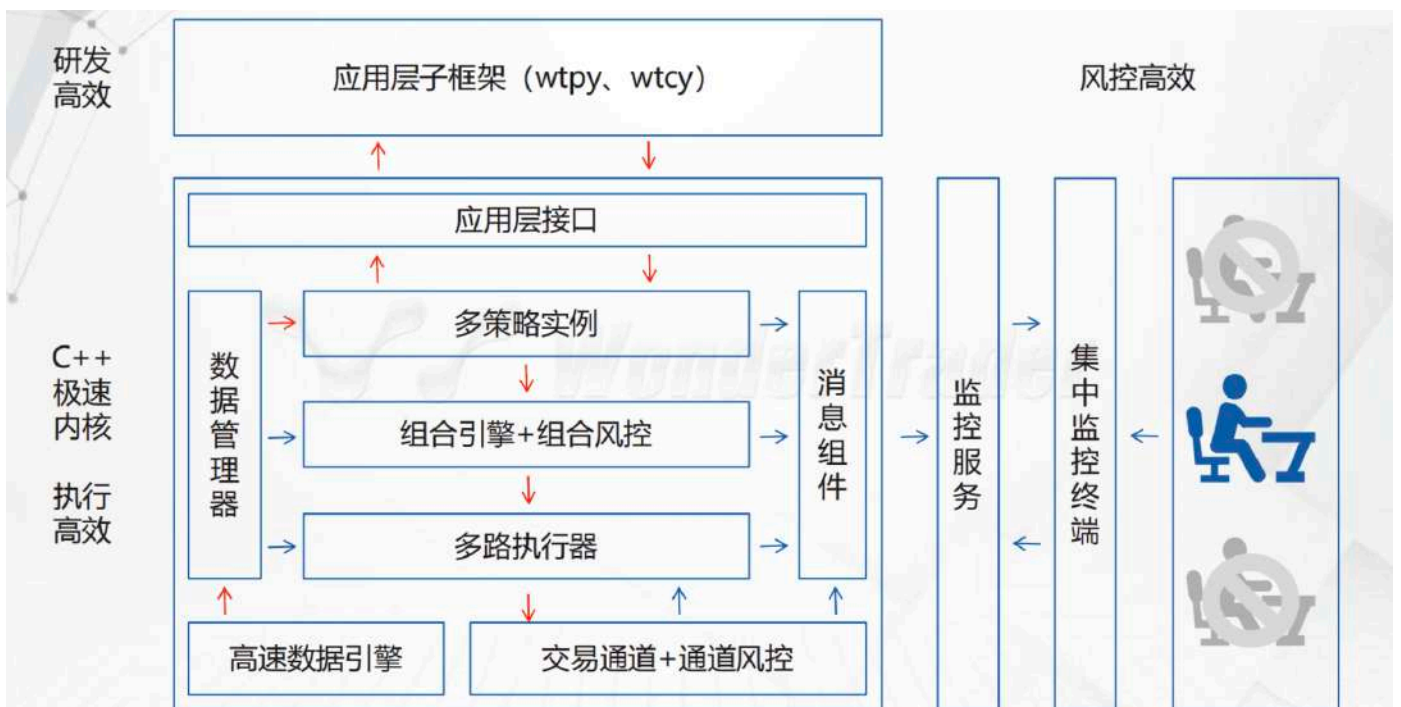 研发
高效
应用层子框架（wtpy、wtcy）
风控高效
应用层接口
C++
极速
内核
执行
高效
数据管理器
多策略实例
组合引擎+组合风控
多路执行器
消息组件
监控服务
集中监控终端
高速数据引擎
交易通道+通道风控
WonderTrader